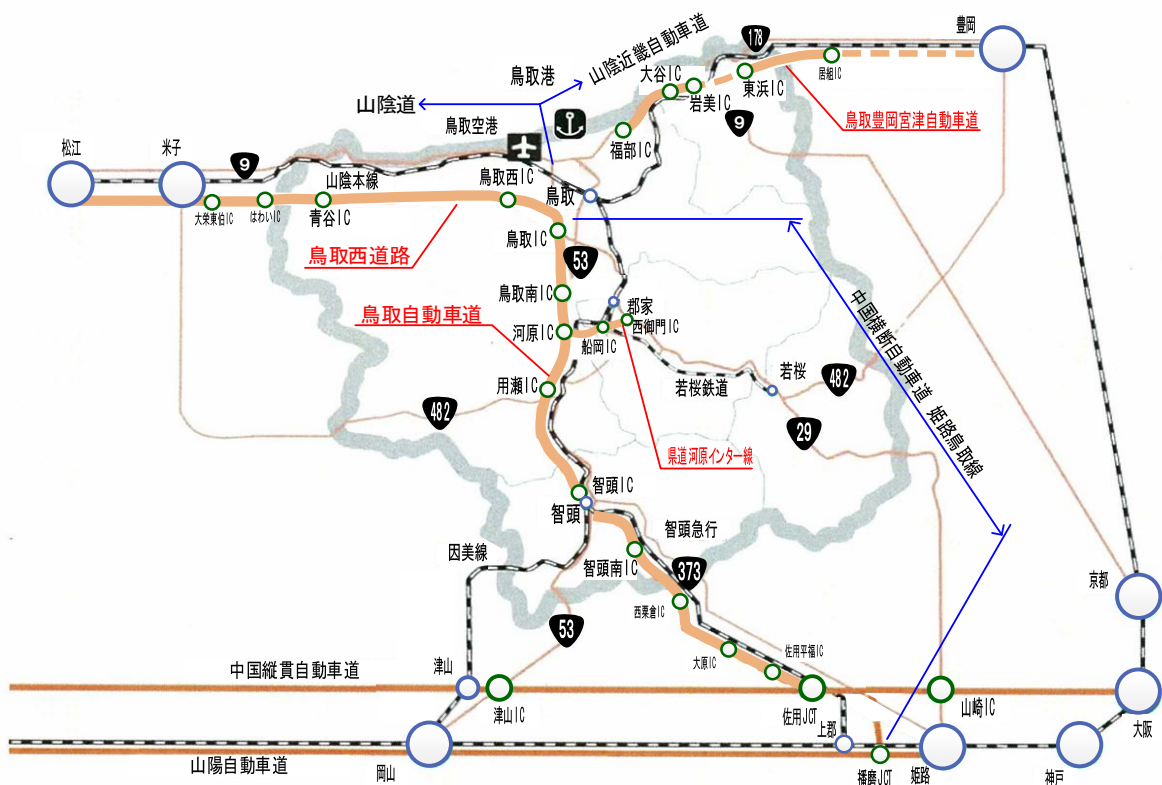 豊岡
178
山陰近畿自動車道
鳥取港
大谷IC
居組IC
山陰道
岩美IC
東浜IC
鳥取空港
9
鳥取豊岡宮津自動車道
福部IC
松江
米子
9
山陰本線
鳥取西IC
鳥取
大栄東伯IC
はわいIC
青谷IC
鳥取IC
鳥取西道路
53
鳥取南IC
中国横断自動車道 姫路鳥取線
鳥取自動車道
郡家
西御門IC
河原IC
船岡IC
用瀬IC
若桜鉄道
若桜
482
482
29
県道河原インター線
智頭IC
智頭
智頭急行
因美線
智頭南IC
373
京都
西粟倉IC
53
大原IC
佐用平福IC
中国縦貫自動車道
津山
津山IC
佐用JCT
山崎IC
大阪
上郡
山陽自動車道
岡山
播磨JCT
姫路
神戸